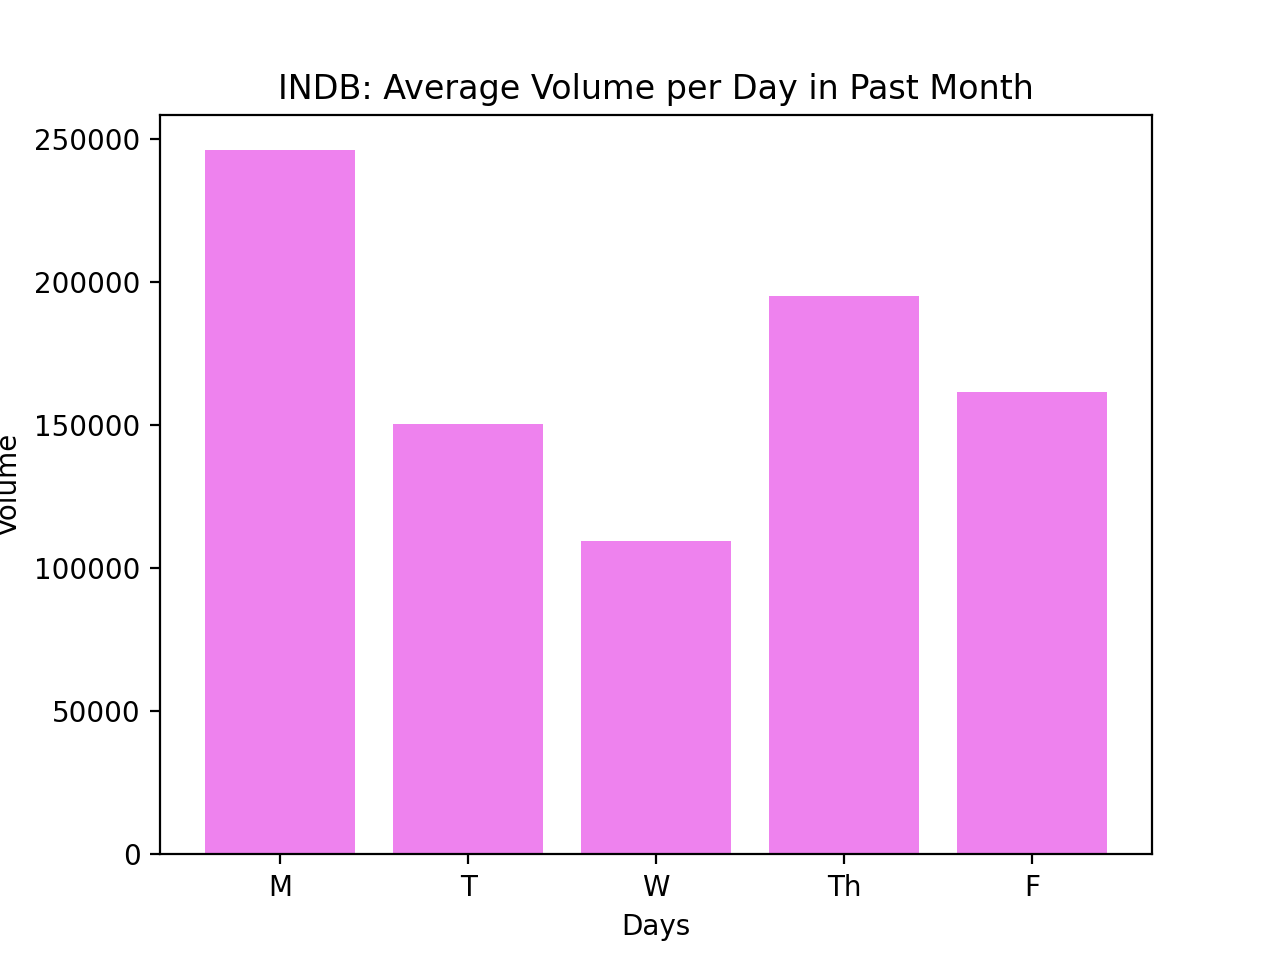 INDB: Average Volume per Day in Past Month
250000
200000
150000
100000
50000
0
Volume
M T W Th F
Days